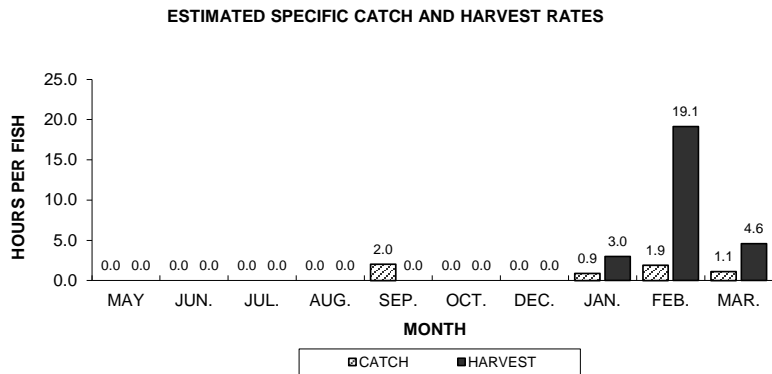 ESTIMATED SPECIFIC CATCH AND HARVEST RATES
HOURS PER FISH
25.0
20.0
15.0
10.0
5.0
0.0
0.0 0.0 0.0 0.0 0.0 0.0 0.0 0.0 2.0 0.0 0.0 0.0 0.0 0.0 0.9 3.0 1.9 19.1 1.1 4.6
MAY JUN. JUL. AUG. SEP. OCT. DEC. JAN. FEB. MAR.
MONTH
CATCH HARVEST